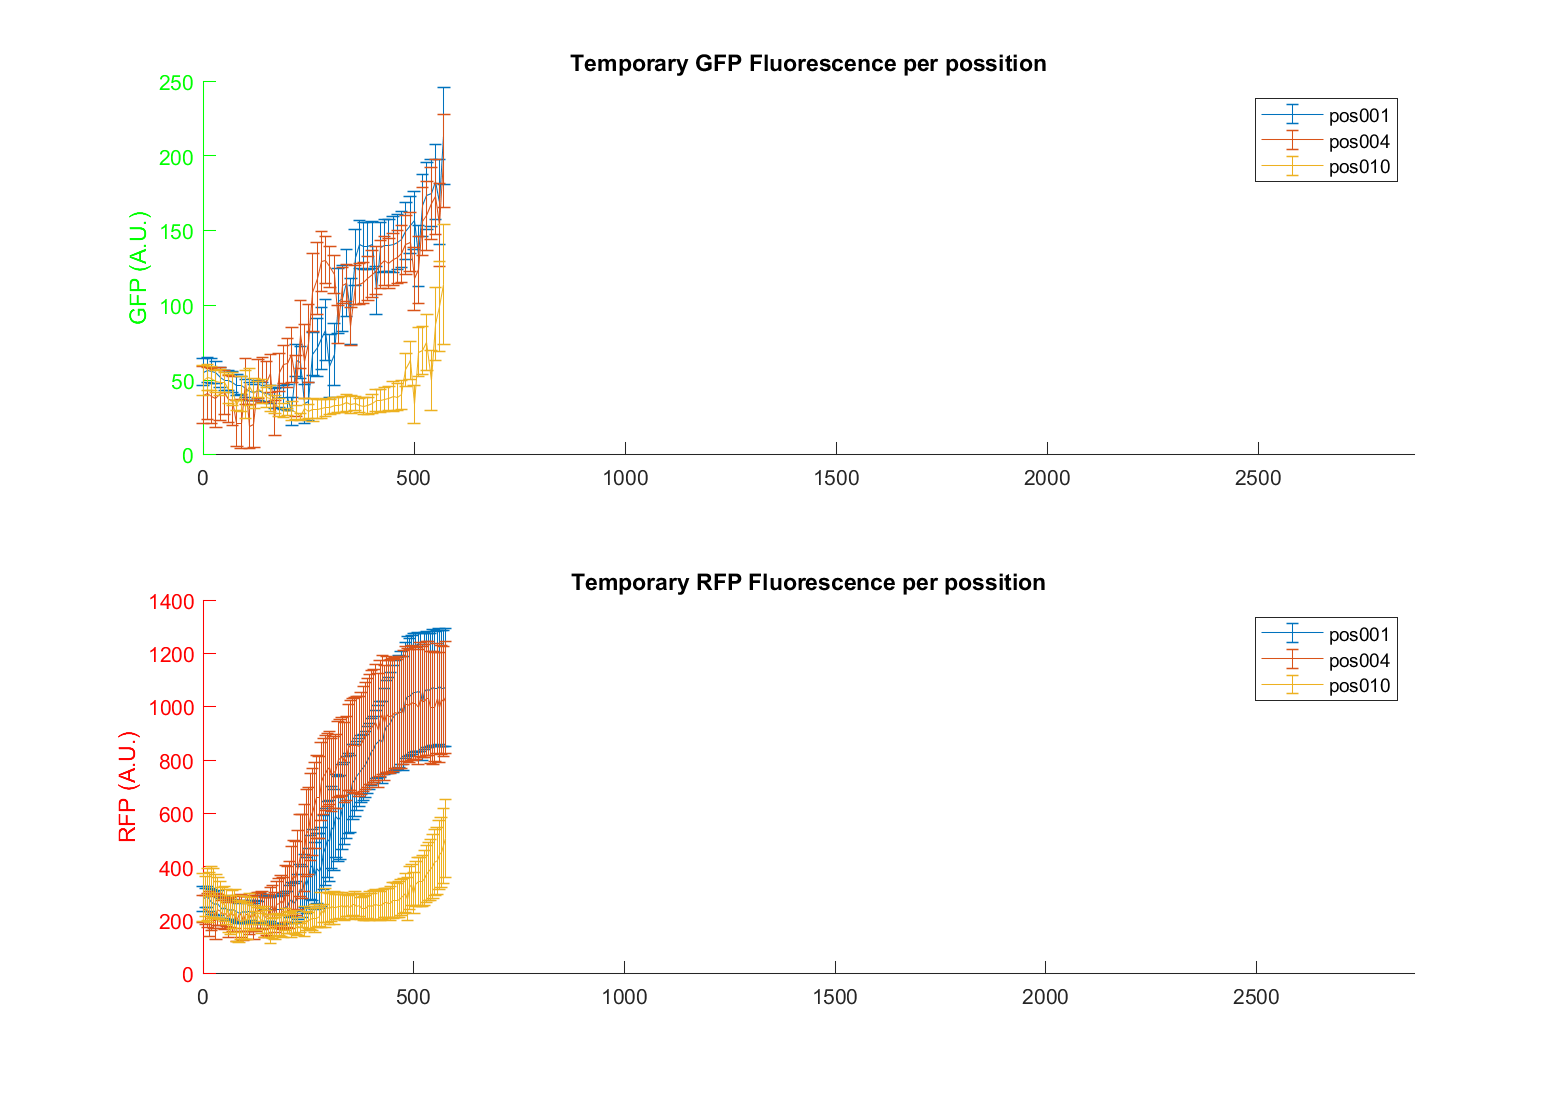 Temporary GFP Fluorescence per possition
250
200
150
100
50
0
GFP (A.U.)
pos001
pos004
pos010
0 500 1000 1500 2000 2500
Temporary RFP Fluorescence per possition
1400
1200
1000
800
600
400
200
0
RFP (A.U.)
pos001
pos004
pos010
0 500 1000 1500 2000 2500